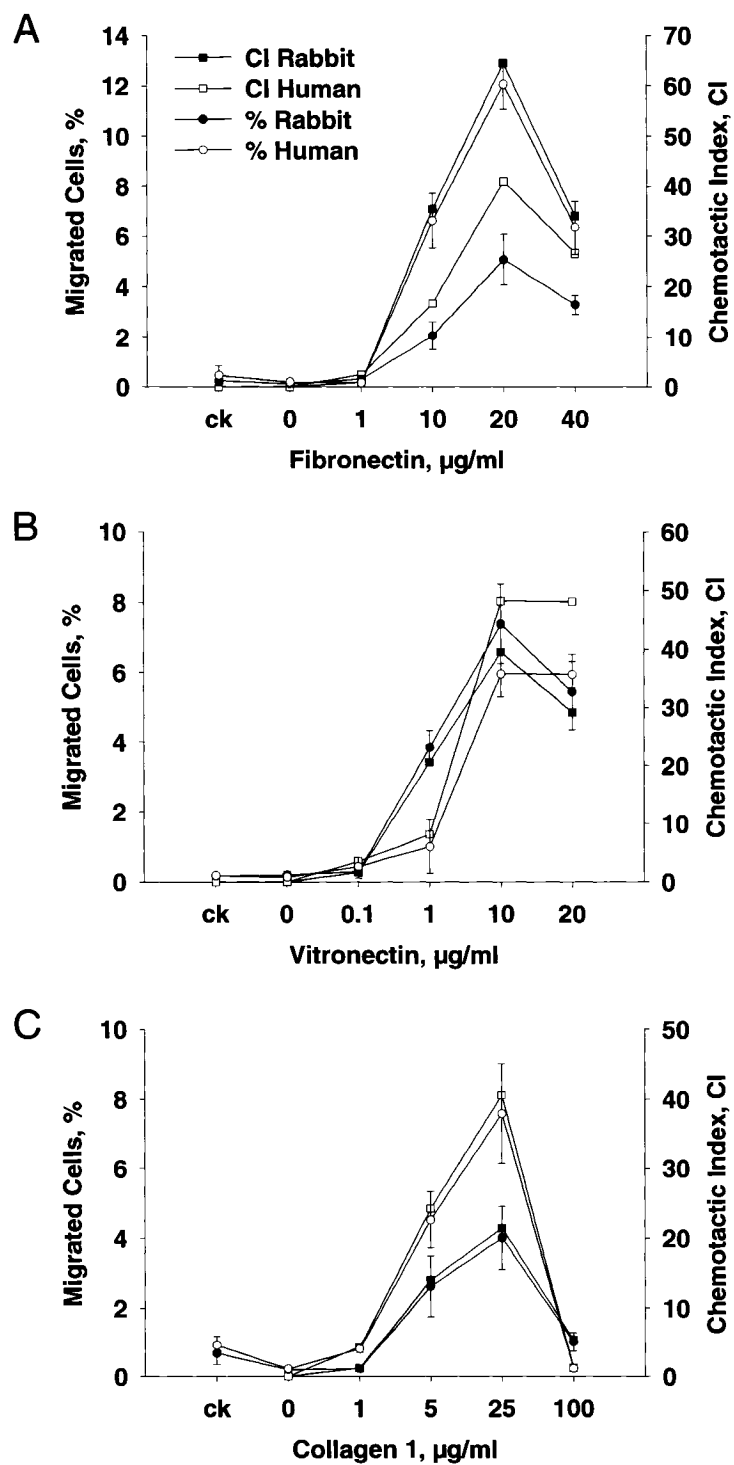 A
14
12
10
8
6
4
2
0
Migrated Cells, %
CI Rabbit
CI Human
% Rabbit
% Human
70
60
50
40
30
20
10
0
Chemotactic Index, CI
ck 0 1 10 20 40
Fibronectin, µg/ml
B
10
8
6
4
2
0
Migrated Cells, %
60
50
40
30
20
10
0
Chemotactic Index, CI
ck 0 0.1 1 10 20
Vitronectin, µg/ml
C
10
8
6
4
2
0
Migrated Cells, %
50
40
30
20
10
0
Chemotactic Index, CI
ck 0 1 5 25 100
Collagen 1, µg/ml